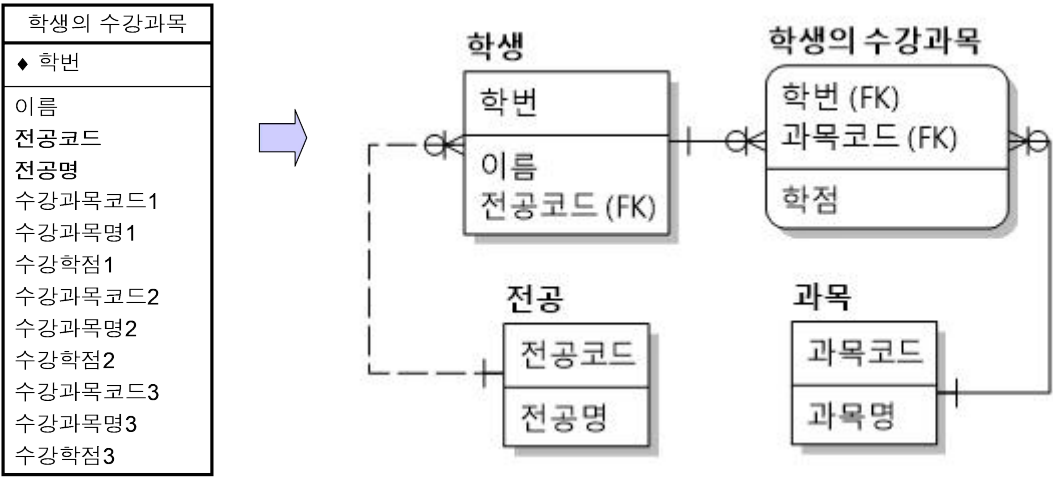 학생의 수강과목
♦ 학번
이름
전공코드
전공명
수강과목코드1
수강과목명1
수강학점1
수강과목코드2
수강과목명2
수강학점2
수강과목코드3
수강과목명3
수강학점3
학생
학번
이름
전공코드 (FK)
학생의 수강과목
학번 (FK)
과목코드 (FK)
학점
전공
전공코드
전공명
과목
과목코드
과목명